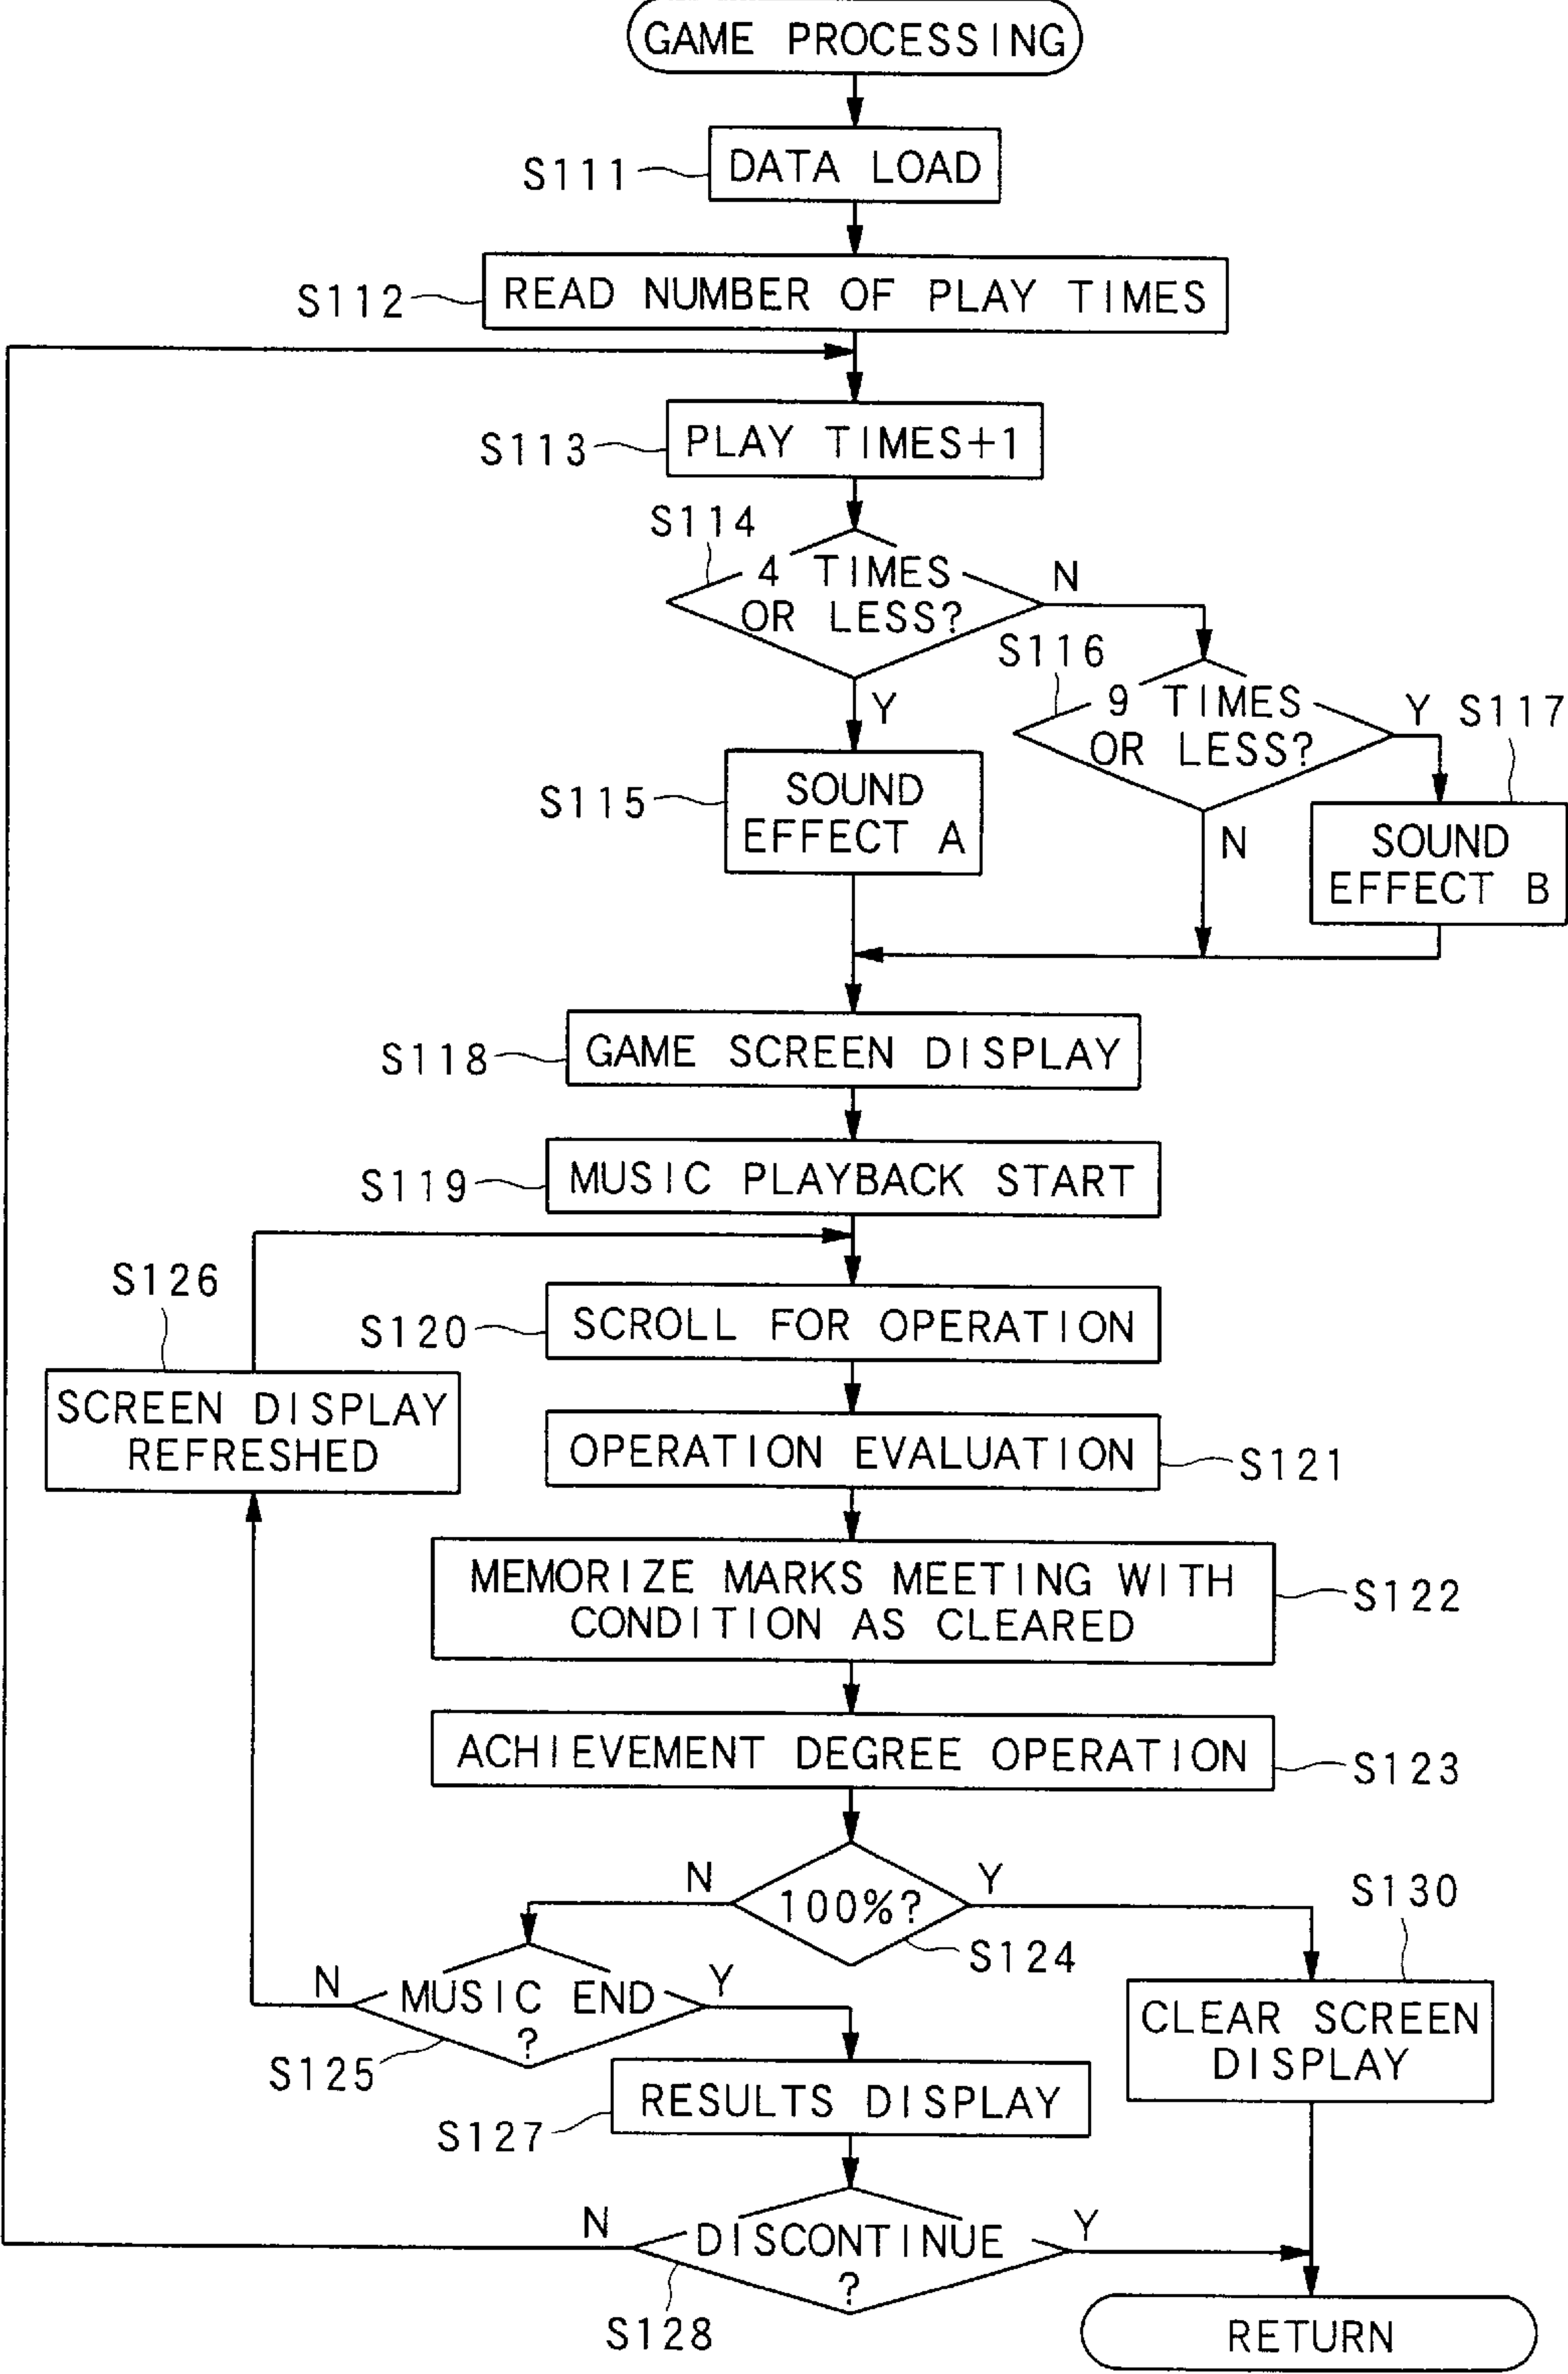 GAME PROCESSING
S111
DATA LOAD
S112
READ NUMBER OF PLAY TIMES
S113
PLAY TIMES+1
S114
4 TIMES
OR LESS?
N
Y
S116
9 TIMES
OR LESS?
Y
N
S117
S115
SOUND
EFFECT A
SOUND
EFFECT B
S118
GAME SCREEN DISPLAY
S119
MUSIC PLAYBACK START
S126
SCREEN DISPLAY
REFRESHED
S120
SCROLL FOR OPERATION
OPERATION EVALUATION
S121
MEMORIZE MARKS MEETING WITH
CONDITION AS CLEARED
S122
ACHIEVEMENT DEGREE OPERATION
S123
N
100%?
Y
S124
S130
N
MUSIC END
?
Y
S125
CLEAR SCREEN
DISPLAY
RESULTS DISPLAY
S127
N
DISCONTINUE
?
Y
S128
RETURN